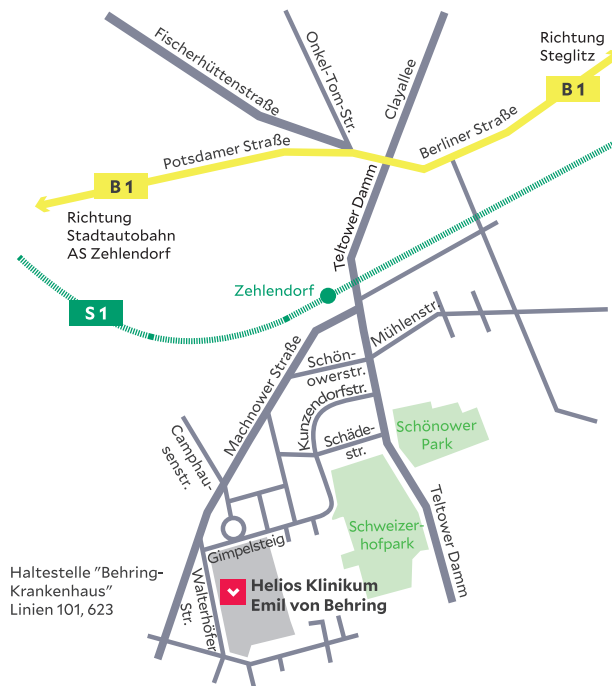 Fischerhüttenstraße
Onkel-Tom-Str.
Clayallee
Richtung
Steglitz
B 1
Berliner Straße
Potsdamer Straße
B 1
Richtung
Stadtautobahn
AS Zehlendorf
Teltower Damm
Zehlendorf
S 1
Machnower Straße
Schön-
owerstr.
Mühlenstr.
Kunzendorfstr.
Schäde-
str.
Schönower
Park
Camphau-
senstr.
Schweizer-
hofpark
Teltower Damm
Gimpelsteig
Haltestelle "Behring-
Krankenhaus"
Linien 101, 623
Str.
Walterhöfer
Helios Klinikum
Emil von Behring